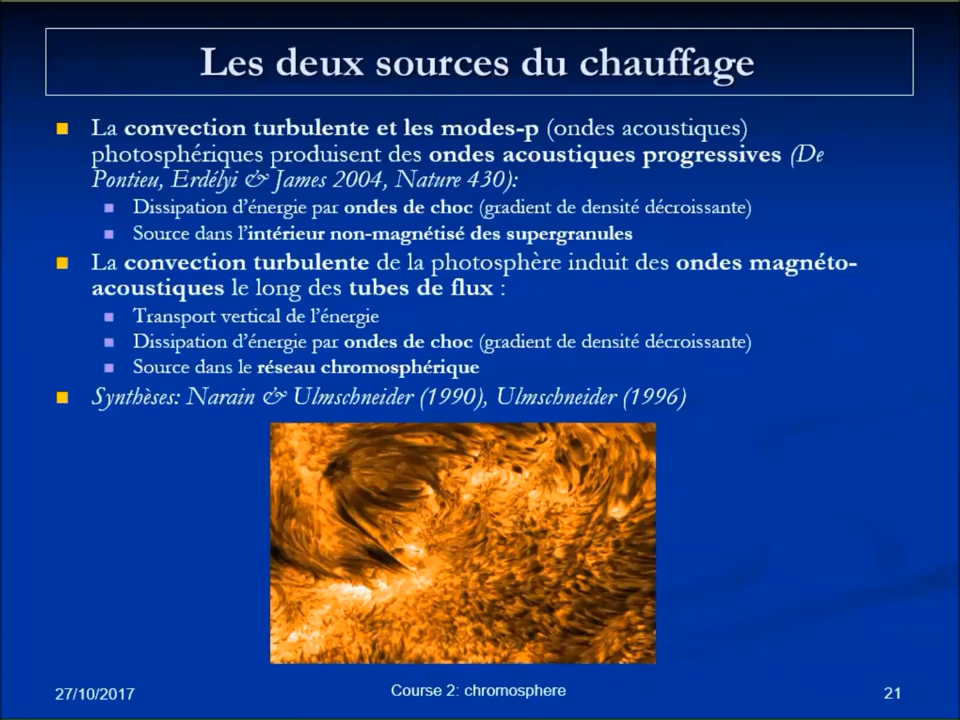 Les deux sources du chauffage
La convection turbulente et les modes-p (ondes acoustiques)
photosphériques produisent des ondes acoustiques progressives (De
Pontieu, Erdélyi & James 2004, Nature 430):
Dissipation d'énergie par ondes de choc (gradient de densité décroissante)
Source dans l'intérieur non-magnétisé des supergranules
La convection turbulente de la photosphère induit des ondes magnéto-
acoustiques le long des tubes de flux :
Transport vertical de l'énergie
Dissipation d'énergie par ondes de choc (gradient de densité décroissante)
Source dans le réseau chromosphérique
Synthèses: Narain & Ulmschneider (1990), Ulmschneider (1996)
27/10/2017
Course 2: chromosphere
21